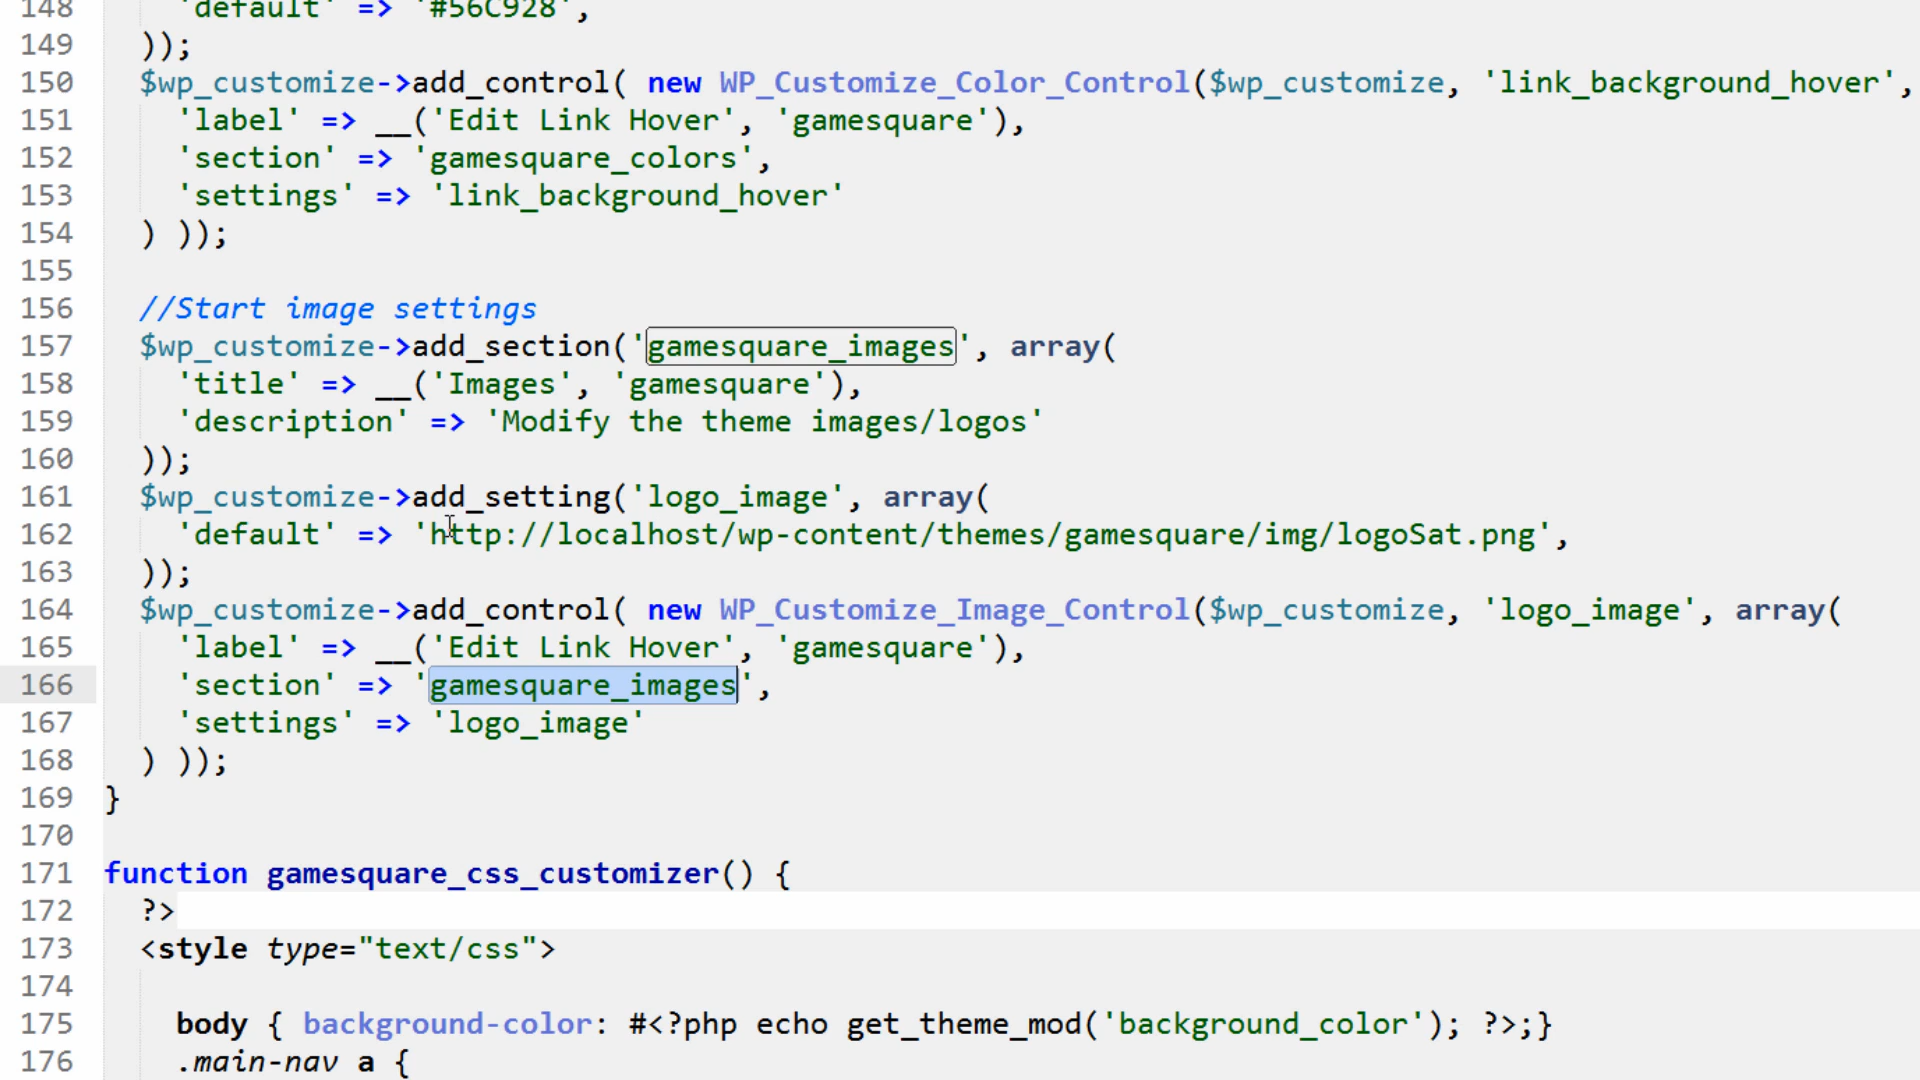 148 'default' => '#56C928',
149 ));
150 $wp_customize->add_control( new WP_Customize_Color_Control($wp_customize, 'link_background_hover',
151 'label' => __('Edit Link Hover', 'gamesquare'),
152 'section' => 'gamesquare_colors',
153 'settings' => 'link_background_hover'
154 ) ));
155
156 //Start image settings
157 $wp_customize->add_section('gamesquare_images', array(
158 'title' => __('Images', 'gamesquare'),
159 'description' => 'Modify the theme images/logos'
160 ));
161 $wp_customize->add_setting('logo_image', array(
162 'default' => 'http://localhost/wp-content/themes/gamesquare/img/logoSat.png',
163 ));
164 $wp_customize->add_control( new WP_Customize_Image_Control($wp_customize, 'logo_image', array(
165 'label' => __('Edit Link Hover', 'gamesquare'),
166 'section' => 'gamesquare_images',
167 'settings' => 'logo_image'
168 ) ));
169 }
170
171 function gamesquare_css_customizer() {
172 ?>
173 <style type="text/css">
174
175 body { background-color: #<?php echo get_theme_mod('background_color'); ?>;}
176 .main-nav a {